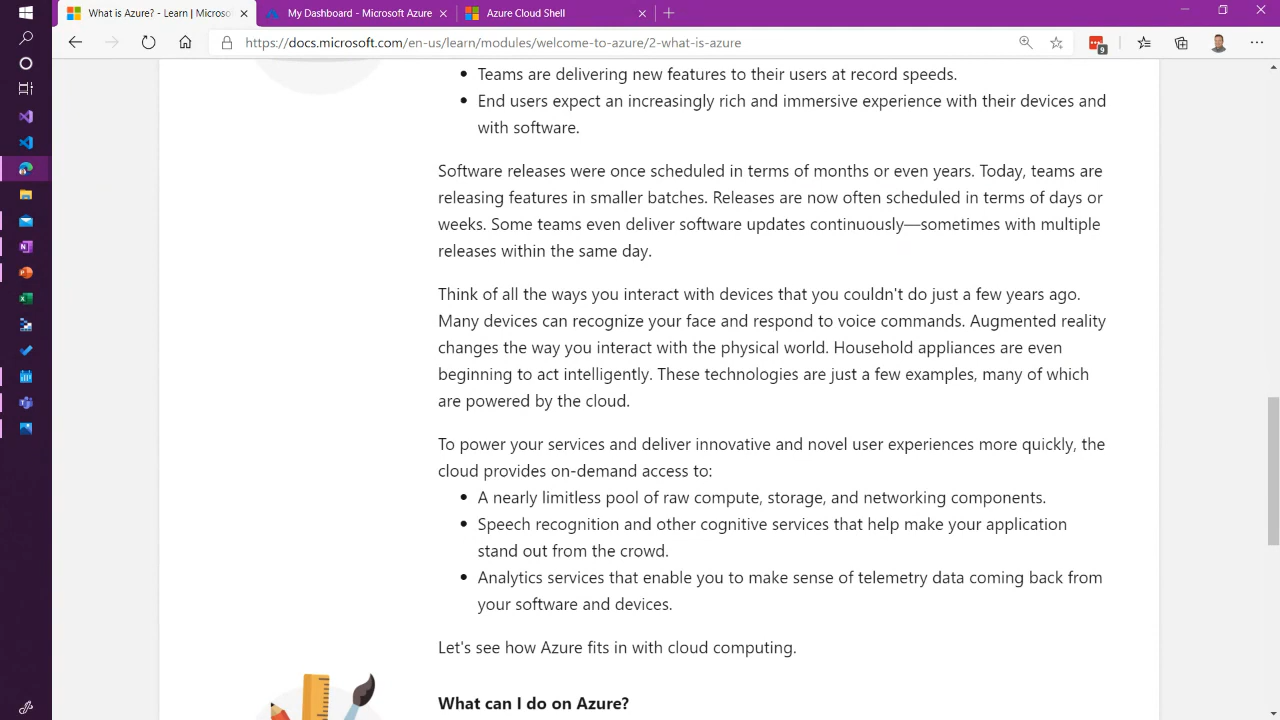 What is Azure? - Learn | Microso
My Dashboard - Microsoft Azure
Azure Cloud Shell
https://docs.microsoft.com/en-us/learn/modules/welcome-to-azure/2-what-is-azure
9
• Teams are delivering new features to their users at record speeds.
• End users expect an increasingly rich and immersive experience with their devices and
with software.
Software releases were once scheduled in terms of months or even years. Today, teams are
releasing features in smaller batches. Releases are now often scheduled in terms of days or
weeks. Some teams even deliver software updates continuously—sometimes with multiple
releases within the same day.
Think of all the ways you interact with devices that you couldn't do just a few years ago.
Many devices can recognize your face and respond to voice commands. Augmented reality
changes the way you interact with the physical world. Household appliances are even
beginning to act intelligently. These technologies are just a few examples, many of which
are powered by the cloud.
To power your services and deliver innovative and novel user experiences more quickly, the
cloud provides on-demand access to:
• A nearly limitless pool of raw compute, storage, and networking components.
• Speech recognition and other cognitive services that help make your application
stand out from the crowd.
• Analytics services that enable you to make sense of telemetry data coming back from
your software and devices.
Let's see how Azure fits in with cloud computing.
What can I do on Azure?